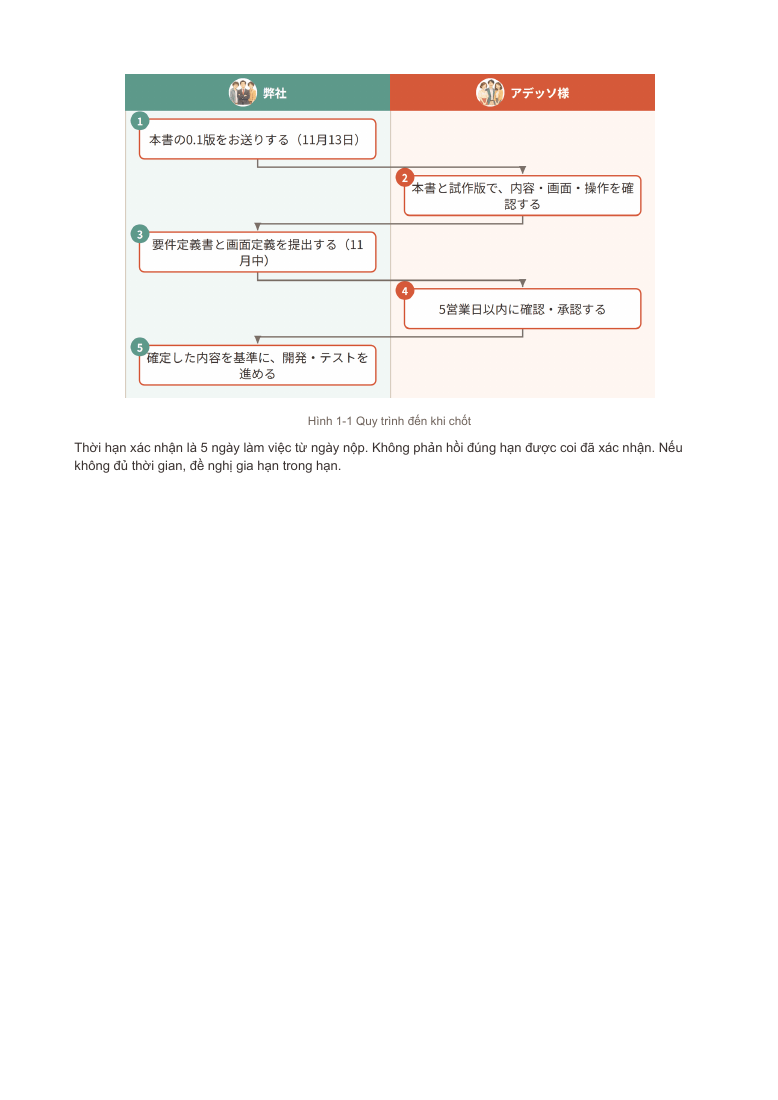 弊社
アデッソ様
1
本書の0.1版をお送りする（11月13日）
2
本書と試作版で、内容・画面・操作を確
認する
3
要件定義書と画面定義を提出する（11
月中）
4
5営業日以内に確認・承認する
5
確定した内容を基準に、開発・テストを
進める
Hình 1-1 Quy trình đến khi chốt
Thời hạn xác nhận là 5 ngày làm việc từ ngày nộp. Không phản hồi đúng hạn được coi đã xác nhận. Nếu
không đủ thời gian, đề nghị gia hạn trong hạn.